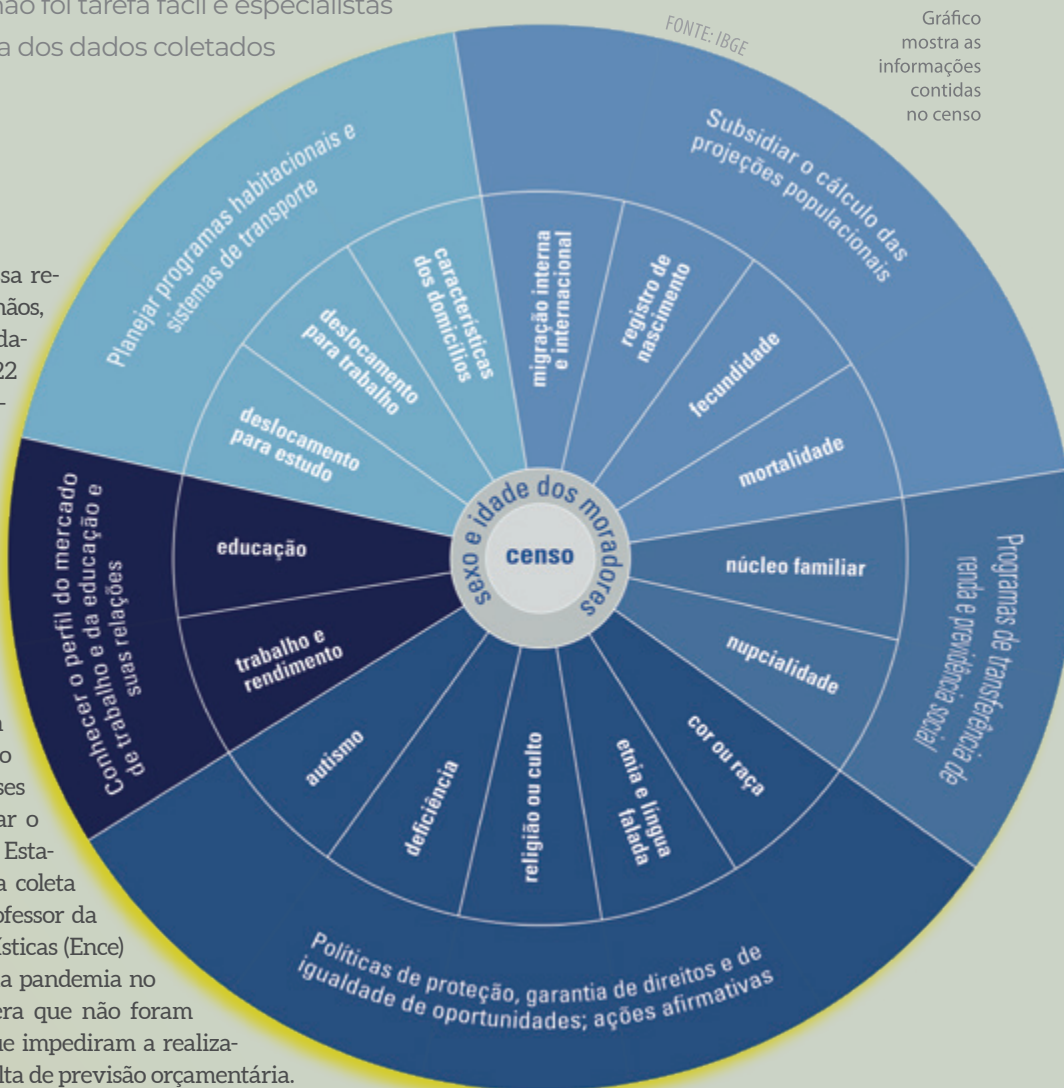 não foi tarefa fácil e especialistas
a dos dados coletados
FONTE: IBGE
Gráfico
mostra as
informações
contidas
no censo
sa re-
mãos,
da-
22
-
o
ses
ar o
Esta-
a coleta
ofessor da
ísticas (Ence)
a pandemia no
era que não foram
ue impediram a realiza-
lta de previsão orçamentária.
Planejar programas habitacionais e
sistemas de transporte
características
dos domicílios
deslocamento
para trabalho
deslocamento
para estudo
Subsidiar o cálculo das
projeções populacionais
migração interna
e internacional
registro de
nascimento
fecundidade
mortalidade
Programas de transferência de
renda e previdência social
núcleo familiar
nupcialidade
Políticas de proteção, garantia de direitos e de
igualdade de oportunidades; ações afirmativas
cor ou raça
etnia e língua
falada
religião ou culto
deficiência
autismo
Conhecer o perfil do mercado
de trabalho e da educação e
suas relações
trabalho e
rendimento
educação
sexo e idade dos moradores
censo